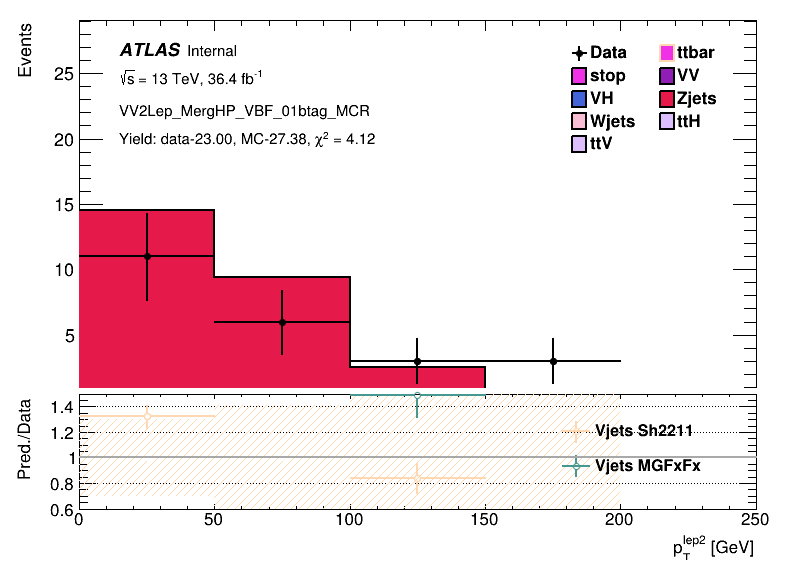 Events
ATLAS Internal
√s = 13 TeV, 36.4 fb⁻¹
VV2Lep_MergHP_VBF_01btag_MCR
Yield: data-23.00, MC-27.38, χ² = 4.12
Data ttbar
stop VV
VH Zjets
Wjets ttH
ttV
25
20
15
10
5
Pred./Data
1.4
1.2
1
0.8
0.6
Vjets Sh2211
Vjets MGFxFx
0 50 100 150 200 250
p_T^lep2 [GeV]